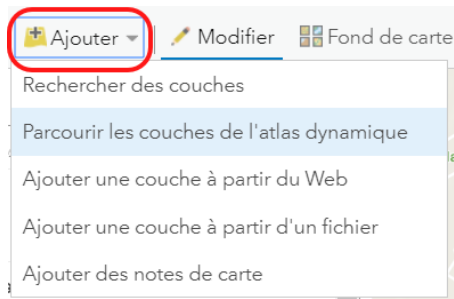 Ajouter Modifier Fond de carte
Rechercher des couches
Parcourir les couches de l'atlas dynamique
Ajouter une couche à partir du Web
Ajouter une couche à partir d'un fichier
Ajouter des notes de carte